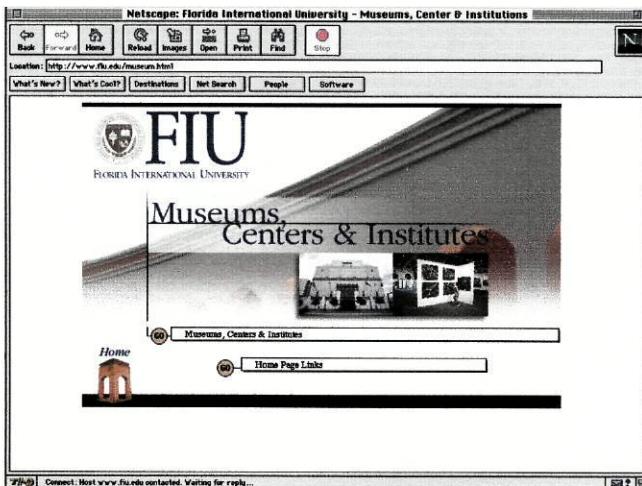 Netscape: Florida International University - Museums, Center & Institutions
Back Forward Home Reload Images Open Print Find Stop
N
Location: http://www.fiu.edu/museum.html
What's New? What's Cool? Destinations Net Search People Software
FIU
FLORIDA INTERNATIONAL UNIVERSITY
Museums,
Centers & Institutes
GO Museums, Centers & Institutes
Home
GO Home Page Links
Connect: Host www.fiu.edu contacted. Waiting for reply...